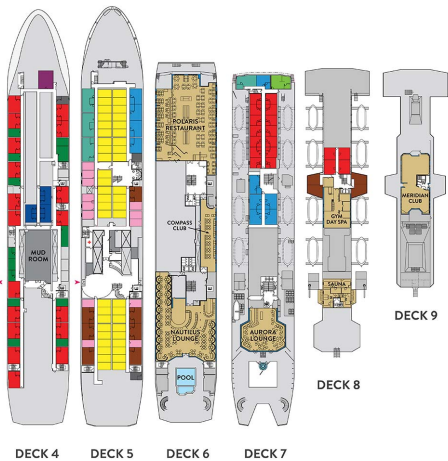 POLARIS
RESTAURANT
COMPASS
CLUB
MERIDIAN
CLUB
GYM
DAY SPA
MUD
ROOM
SAUNA
NAUTILUS
LOUNGE
AURORA
LOUNGE
POOL
DECK 9
DECK 8
DECK 4
DECK 5
DECK 6
DECK 7